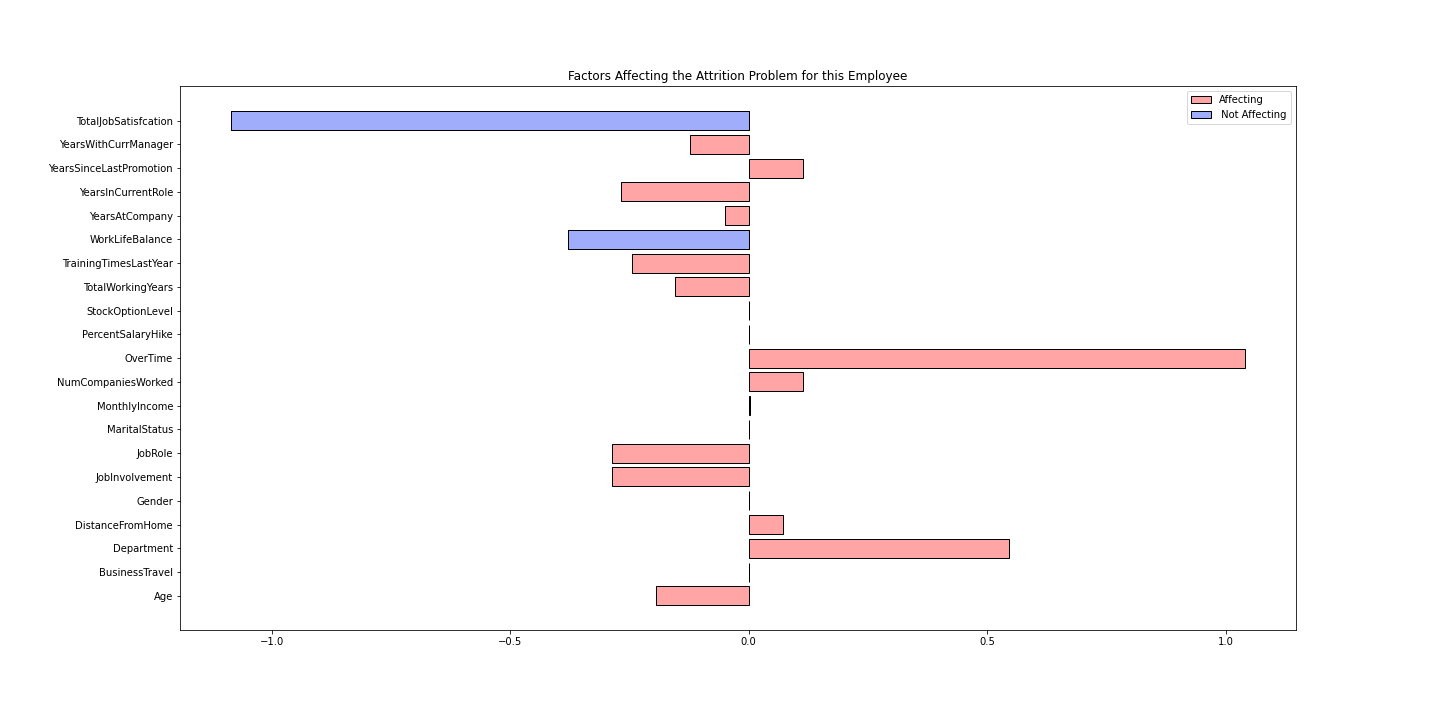 Factors Affecting the Attrition Problem for this Employee
Affecting
Not Affecting
TotalJobSatisfcation
YearsWithCurrManager
YearsSinceLastPromotion
YearsInCurrentRole
YearsAtCompany
WorkLifeBalance
TrainingTimesLastYear
TotalWorkingYears
StockOptionLevel
PercentSalaryHike
OverTime
NumCompaniesWorked
MonthlyIncome
MaritalStatus
JobRole
JobInvolvement
Gender
DistanceFromHome
Department
BusinessTravel
Age
−1.0 −0.5 0.0 0.5 1.0